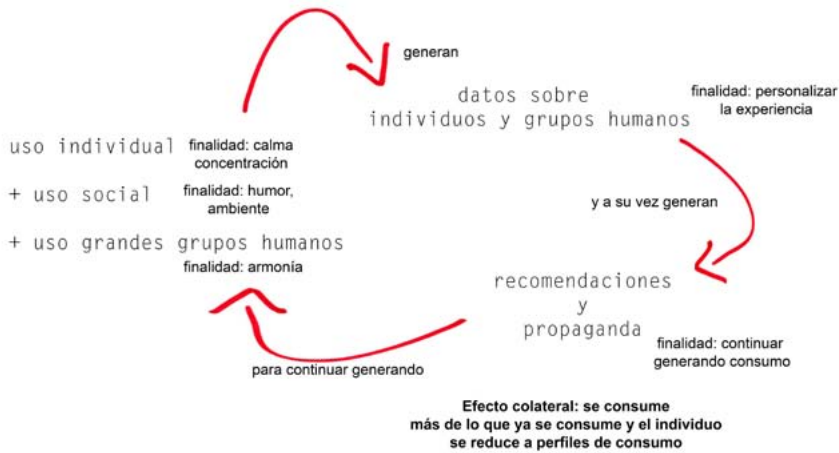 generan
datos sobre
individuos y grupos humanos
finalidad: personalizar
la experiencia
uso individual
finalidad: calma
concentración
+ uso social
finalidad: humor,
ambiente
+ uso grandes grupos humanos
finalidad: armonía
y a su vez generan
recomendaciones
y
propaganda
finalidad: continuar
generando consumo
para continuar generando
Efecto colateral: se consume
más de lo que ya se consume y el individuo
se reduce a perfiles de consumo